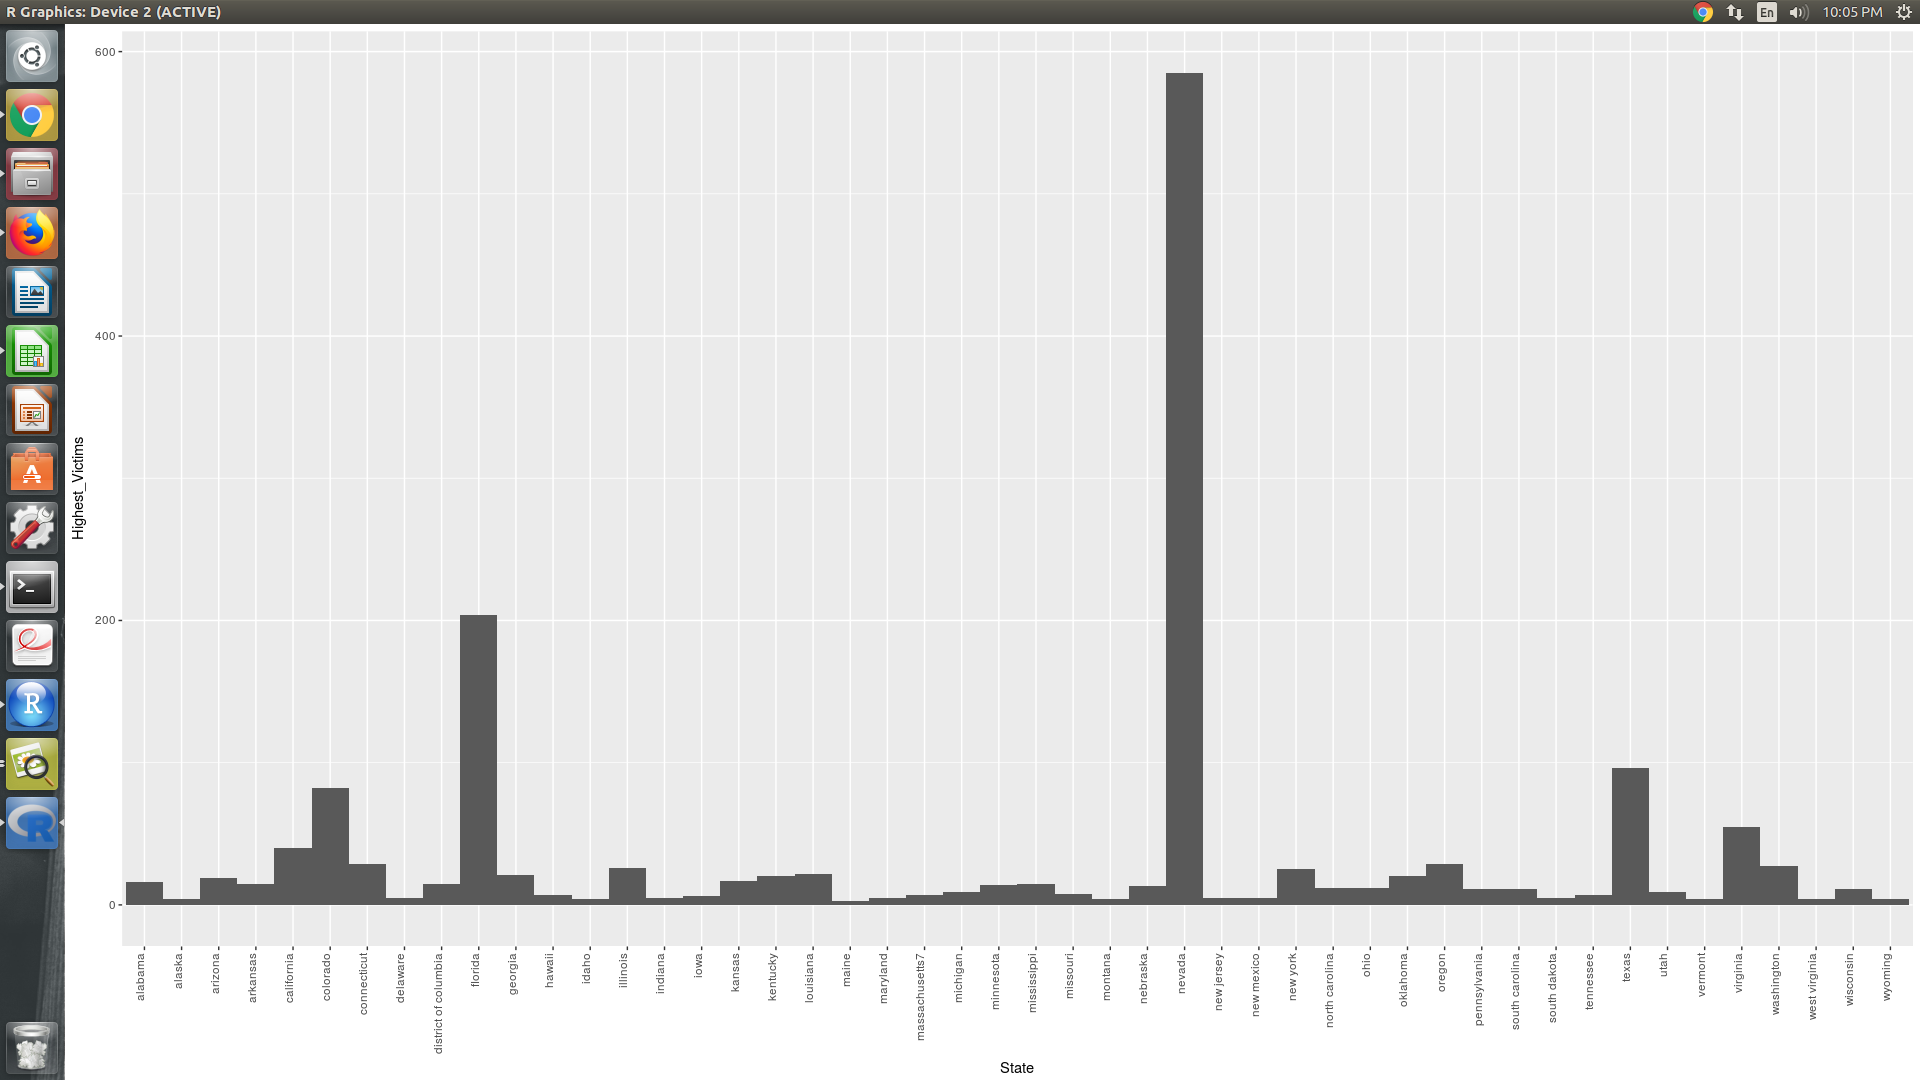 R Graphics: Device 2 (ACTIVE)
En
10:05 PM
600
400
200
0
Highest_Victims
alabama
alaska
arizona
arkansas
california
colorado
connecticut
delaware
district of columbia
florida
georgia
hawaii
idaho
illinois
indiana
iowa
kansas
kentucky
louisiana
maine
maryland
massachusetts7
michigan
minnesota
mississippi
missouri
montana
nebraska
nevada
new jersey
new mexico
new york
north carolina
ohio
oklahoma
oregon
pennsylvania
south carolina
south dakota
tennessee
texas
utah
vermont
virginia
washington
west virginia
wisconsin
wyoming
State
A
>_
R
R